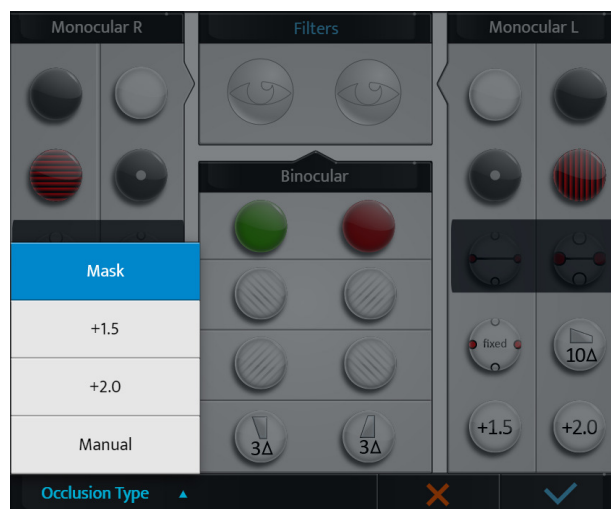 Monocular R
Filters
Monocular L
Binocular
Mask
+1.5
+2.0
Manual
fixed
10Δ
3Δ
3Δ
+1.5
+2.0
Occlusion Type